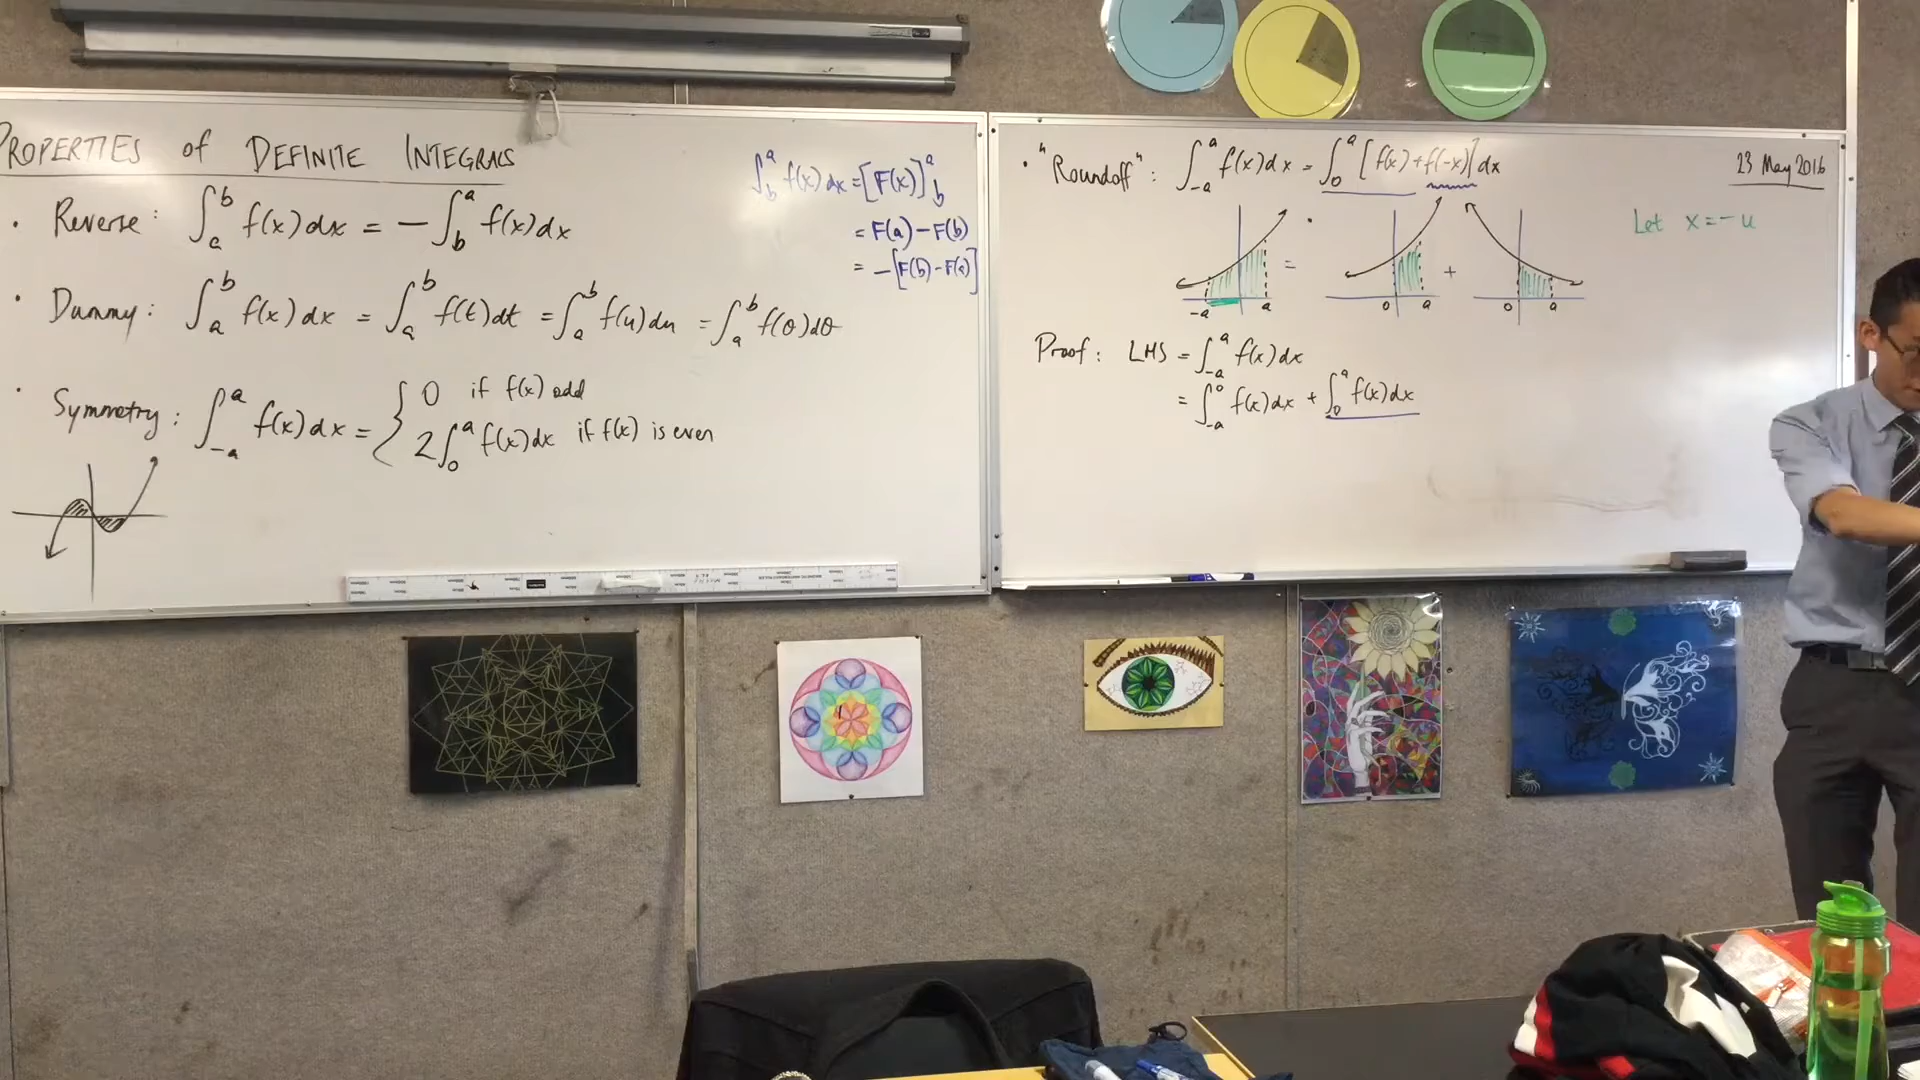 PROPERTIES of DEFINITE INTEGRALS
• Reverse: ∫_a^b f(x)dx = -∫_b^a f(x)dx
• Dummy: ∫_a^b f(x)dx = ∫_a^b f(t)dt = ∫_a^b f(u)du = ∫_a^b f(θ)dθ
• Symmetry: ∫_{-a}^a f(x)dx = { 0 if f(x) odd
2∫_0^a f(x)dx if f(x) is even
∫_b^a f(x)dx = [F(x)]_b^a
= F(a) - F(b)
= -[F(b) - F(a)]
• "Roundoff": ∫_{-a}^a f(x)dx = ∫_0^a [f(x) + f(-x)]dx
23 May 2016
Let x = -u
-a a = 0 a + 0 a
Proof: LHS = ∫_{-a}^a f(x)dx
= ∫_{-a}^0 f(x)dx + ∫_0^a f(x)dx